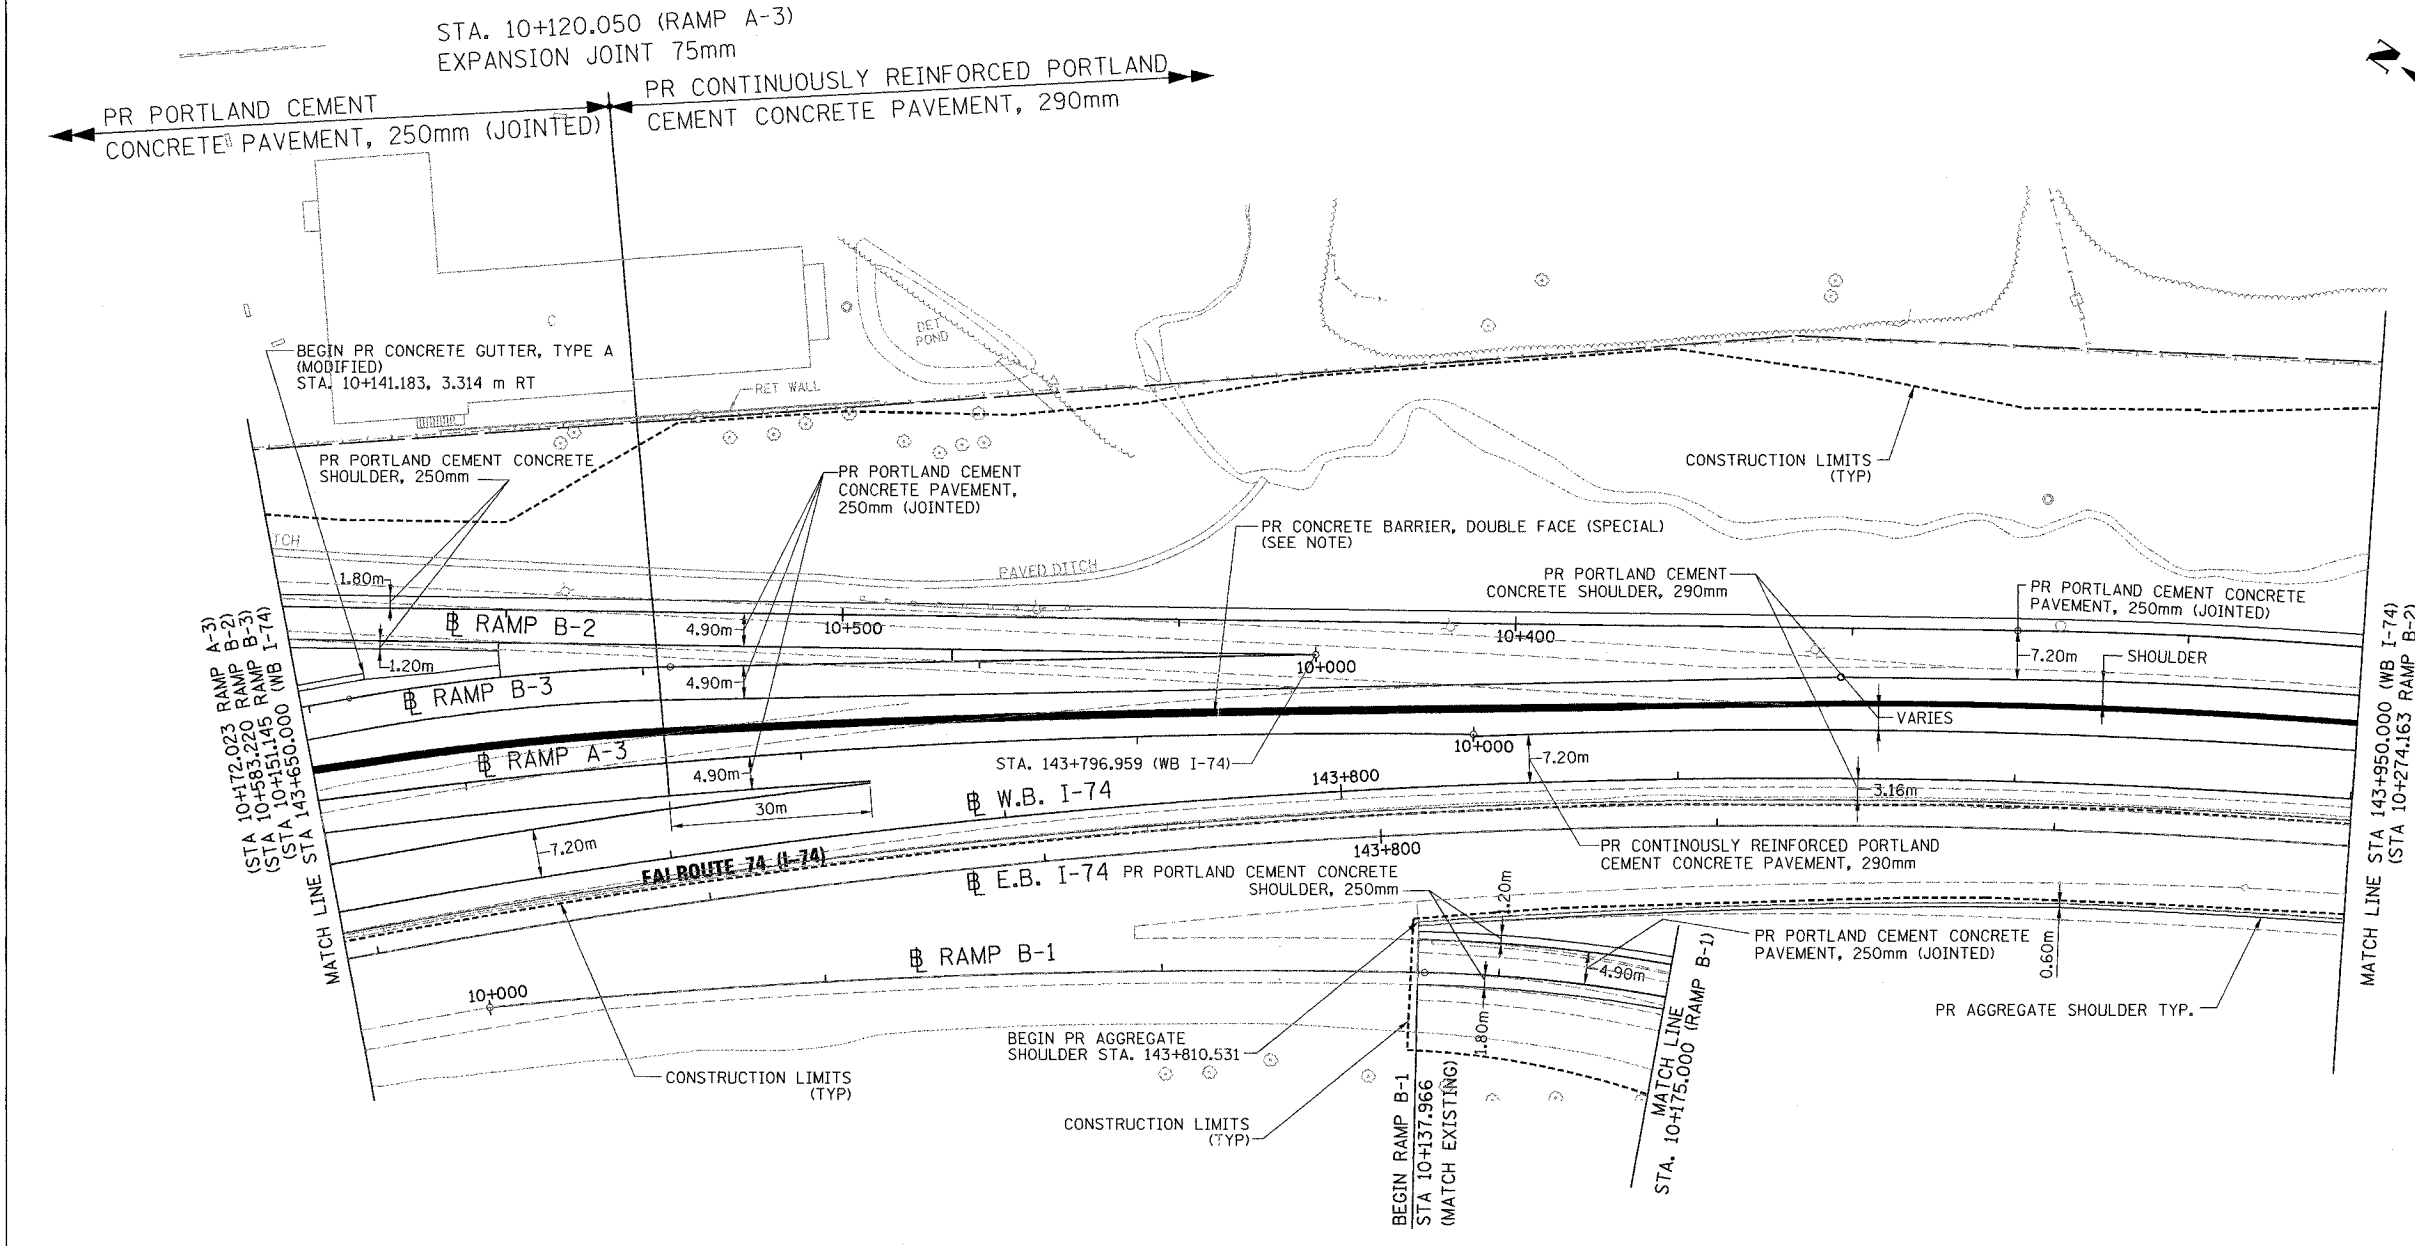 STA. 10+120.050 (RAMP A-3)
EXPANSION JOINT 75mm
N
PR PORTLAND CEMENT
CONCRETE PAVEMENT, 250mm (JOINTED)
PR CONTINUOUSLY REINFORCED PORTLAND
CEMENT CONCRETE PAVEMENT, 290mm
C
DET
POND
BEGIN PR CONCRETE GUTTER, TYPE A
(MODIFIED)
STA. 10+141.183, 3.314 m RT
RET WALL
PR PORTLAND CEMENT CONCRETE
SHOULDER, 250mm
PR PORTLAND CEMENT
CONCRETE PAVEMENT,
250mm (JOINTED)
CONSTRUCTION LIMITS
(TYP)
PR CONCRETE BARRIER, DOUBLE FACE (SPECIAL)
(SEE NOTE)
TCH
PAVED DITCH
PR PORTLAND CEMENT
CONCRETE SHOULDER, 290mm
PR PORTLAND CEMENT CONCRETE
PAVEMENT, 250mm (JOINTED)
1.80m
RAMP B-2
4.90m
10+500
10+400
1.20m
10+000
7.20m
SHOULDER
RAMP B-3
4.90m
VARIES
RAMP A-3
4.90m
STA. 143+796.959 (WB I-74)
10+000
7.20m
143+800
W.B. I-74
3.16m
30m
7.20m
FAI ROUTE 74 (I-74)
143+800
PR CONTINOUSLY REINFORCED PORTLAND
CEMENT CONCRETE PAVEMENT, 290mm
E.B. I-74
PR PORTLAND CEMENT CONCRETE
SHOULDER, 250mm
1.20m
RAMP B-1
PR PORTLAND CEMENT CONCRETE
PAVEMENT, 250mm (JOINTED)
4.90m
0.60m
10+000
PR AGGREGATE SHOULDER TYP.
1.80m
BEGIN PR AGGREGATE
SHOULDER STA. 143+810.531
CONSTRUCTION LIMITS
(TYP)
CONSTRUCTION LIMITS
(TYP)
BEGIN RAMP B-1
STA 10+137.966
(MATCH EXISTING)
MATCH LINE
STA. 10+175.000 (RAMP B-1)
(STA 10+172.023 RAMP A-3)
(STA 10+583.220 RAMP B-2)
(STA 10+151.145 RAMP B-3)
(STA 143+650.000 (WB I-74)
MATCH LINE STA 143+650.000 (WB I-74)
MATCH LINE STA 143+950.000 (WB I-74)
(STA 10+274.163 RAMP B-2)